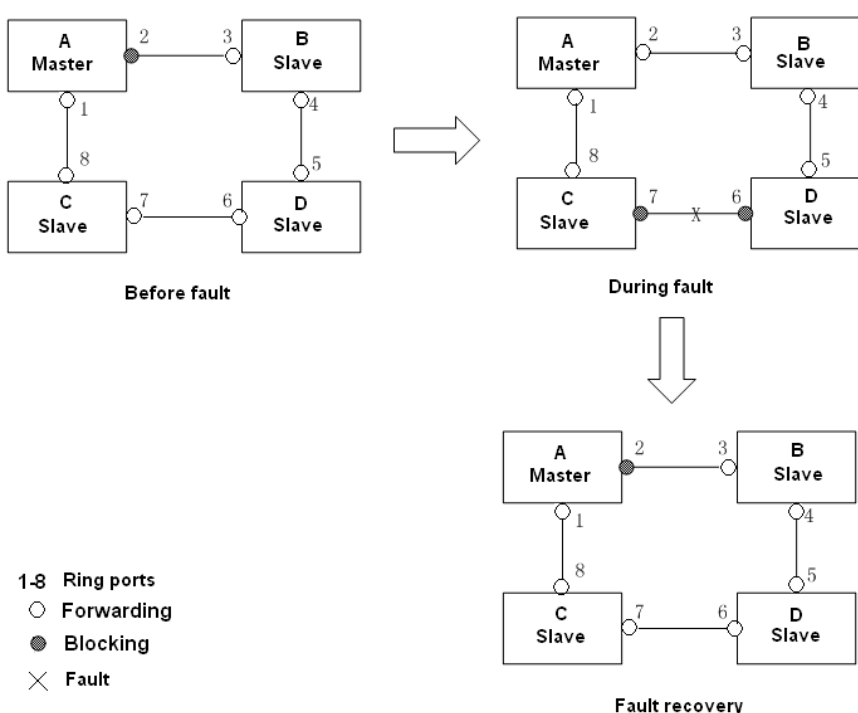 A 2 3 B
Master Slave
1 4
8 5
C 7 6 D
Slave Slave
Before fault
A 2 3 B
Master Slave
1 4
8 5
C 7 6 D
Slave X Slave
During fault
A 2 3 B
Master Slave
1 4
8 5
C 7 6 D
Slave Slave
Fault recovery
1-8 Ring ports
Forwarding
Blocking
Fault